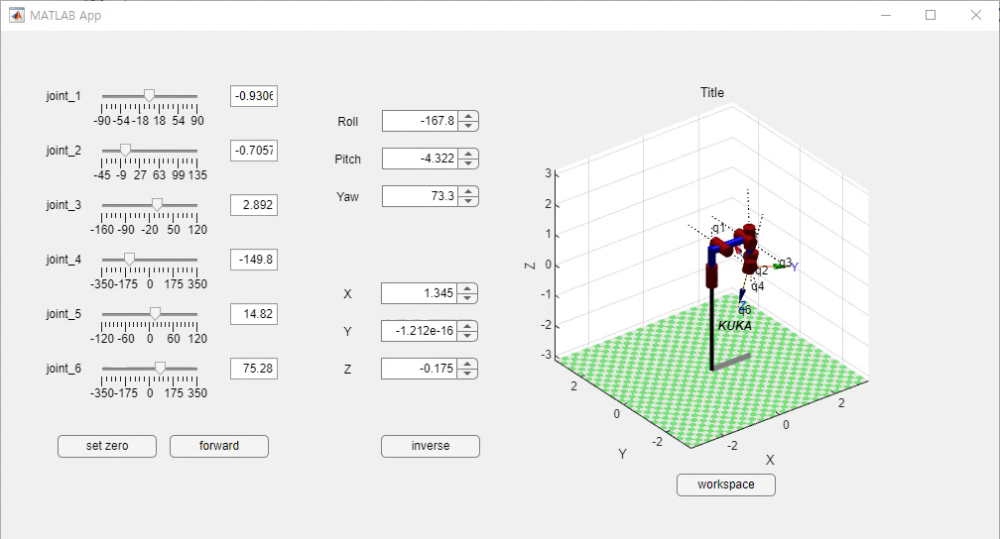 MATLAB App
joint_1
-0.9306
-90 -54 -18 18 54 90
joint_2
-0.7057
-45 -9 27 63 99 135
joint_3
2.892
-160 -90 -20 50 120
joint_4
-149.8
-350 -175 0 175 350
joint_5
14.82
-120 -60 0 60 120
joint_6
75.28
-350 -175 0 175 350
set zero
forward
Roll
-167.8
Pitch
-4.322
Yaw
73.3
X
1.345
Y
-1.212e-16
Z
-0.175
inverse
Title
3
2
1
0
-1
-2
-3
Z
q1
q2
q3
Y
q4
KUKA
2
0
-2
Y
-2
0
2
X
workspace